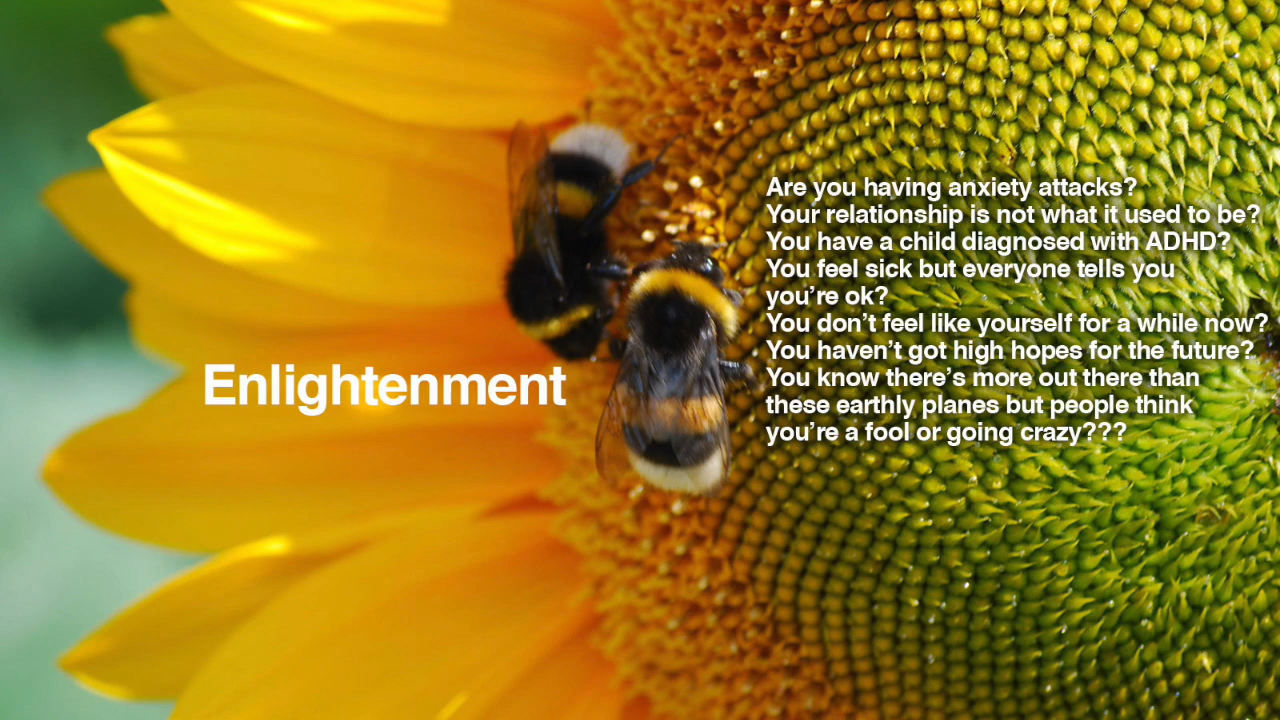 Enlightenment
Are you having anxiety attacks?
Your relationship is not what it used to be?
You have a child diagnosed with ADHD?
You feel sick but everyone tells you
you’re ok?
You don’t feel like yourself for a while now?
You haven’t got high hopes for the future?
You know there’s more out there than
these earthly planes but people think
you’re a fool or going crazy???